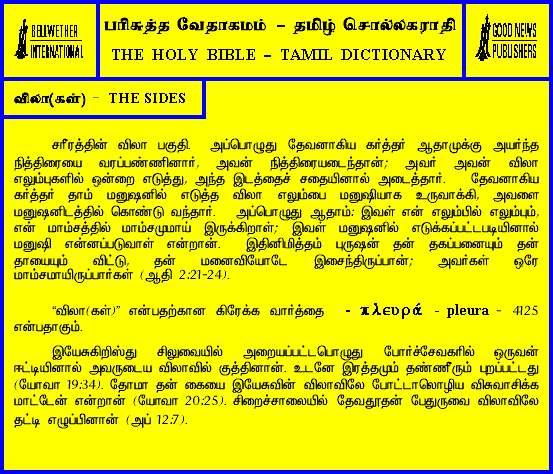 BELLWETHER
INTERNATIONAL
பரிசுத்த வேதாகமம் - தமிழ் சொல்லகராதி
THE HOLY BIBLE - TAMIL DICTIONARY
GOOD NEWS
PUBLISHERS
விலா(கள்) - THE SIDES
சரீரத்தின் விலா பகுதி. அப்பொழுது தேவனாகிய கர்த்தர் ஆதாமுக்கு அயர்ந்த
நித்திரையை வரப்பண்ணினார், அவன் நித்திரையடைந்தான்; அவர் அவன் விலா
எலும்புகளில் ஒன்றை எடுத்து, அந்த இடத்தைச் சதையினால் அடைத்தார். தேவனாகிய
கர்த்தர் தாம் மனுஷனில் எடுத்த விலா எலும்பை மனுஷியாக உருவாக்கி, அவளை
மனுஷனிடத்தில் கொண்டு வந்தார். அப்பொழுது ஆதாம்: இவள் என் எலும்பில் எலும்பும்,
என் மாம்சத்தில் மாம்சமுமாய் இருக்கிறாள்; இவள் மனுஷனில் எடுக்கப்பட்டபடியினால்
மனுஷி என்னப்படுவாள் என்றான். இதினிமித்தம் புருஷன் தன் தகப்பனையும் தன்
தாயையும் விட்டு, தன் மனைவியோடே இசைந்திருப்பான்; அவர்கள் ஒரே
மாம்சமாயிருப்பார்கள் (ஆதி 2:21-24).
"விலா(கள்)" என்பதற்கான கிரேக்க வார்த்தை - πλευρά - pleura - 4125
என்பதாகும்.
இயேசுகிறிஸ்து சிலுவையில் அறையப்பட்டபொழுது போர்ச்சேவகரில் ஒருவன்
ஈட்டியினால் அவருடைய விலாவில் குத்தினான். உடனே இரத்தமும் தண்ணீரும் புறப்பட்டது
(யோவா 19:34). தோமா தன் கையை இயேசுவின் விலாவிலே போட்டாலொழிய விசுவாசிக்க
மாட்டேன் என்றான் (யோவா 20:25). சிறைச்சாலையில் தேவதூதன் பேதுருவை விலாவிலே
தட்டி எழுப்பினான் (அப் 12:7).